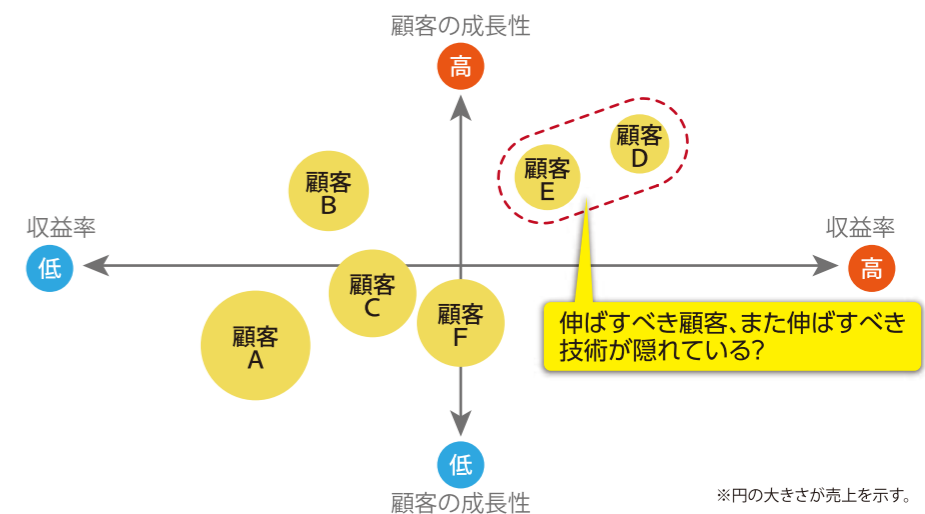 顧客の成長性
高
顧客
D
顧客
E
顧客
B
収益率
低
収益率
高
顧客
C
顧客
F
顧客
A
伸ばすべき顧客、また伸ばすべき
技術が隠れている?
低
顧客の成長性
※円の大きさが売上を示す。